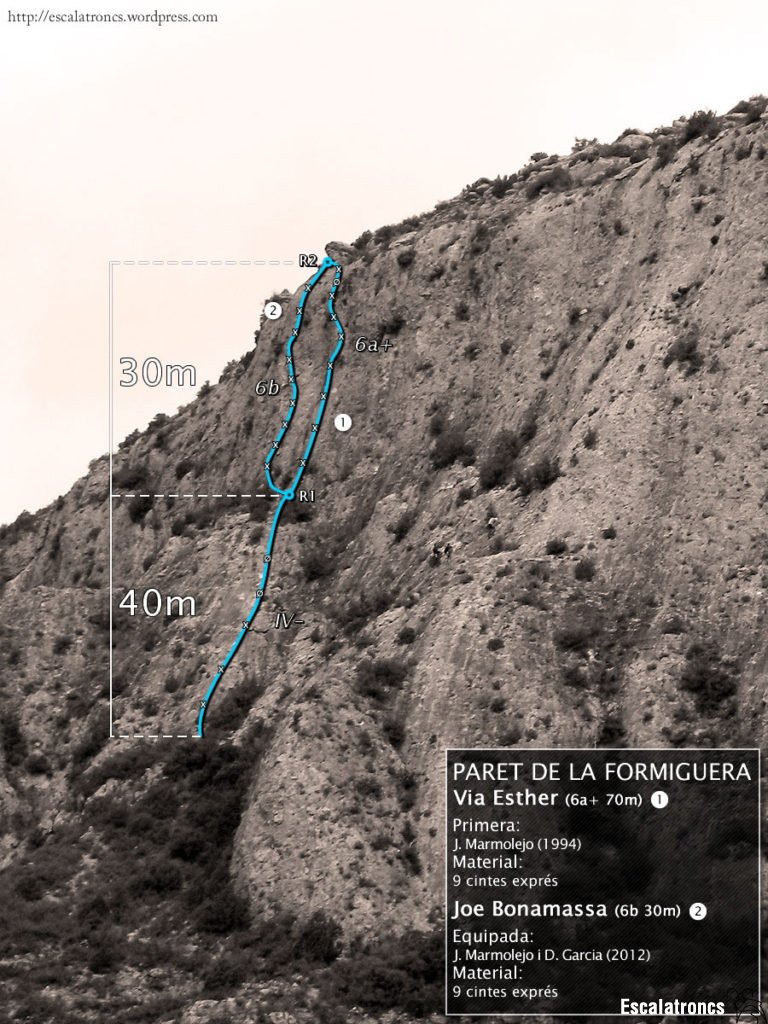 http://escalatroncs.wordpress.com
R2
2
30m
6a+
6b
1
R1
40m
IV-
PARET DE LA FORMIGUERA
Via Esther (6a+ 70m) 1
Primera:
J. Marmolejo (1994)
Material:
9 cintes exprés
Joe Bonamassa (6b 30m) 2
Equipada:
J. Marmolejo i D. Garcia (2012)
Material:
9 cintes exprés
Escalatroncs